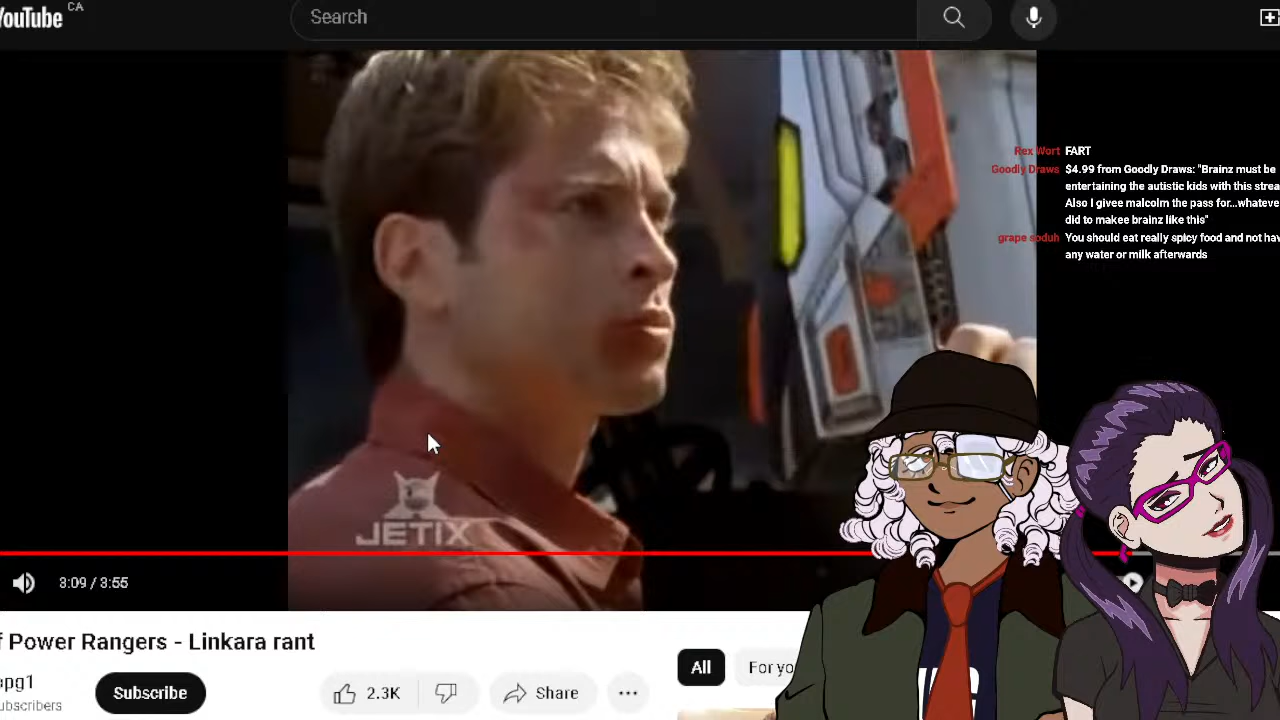 YouTube CA
Search
Rex Wort FART
Goodly Draws $4.99 from Goodly Draws: "Brainz must be
entertaining the autistic kids with this strea
Also I givee malcolm the pass for...whateve
did to makee brainz like this"
grape soduh You should eat really spicy food and not hav
any water or milk afterwards
JETIX
3:09 / 3:55
f Power Rangers - Linkara rant
apg1
ubscribers
Subscribe
2.3K
Share
All
For yo